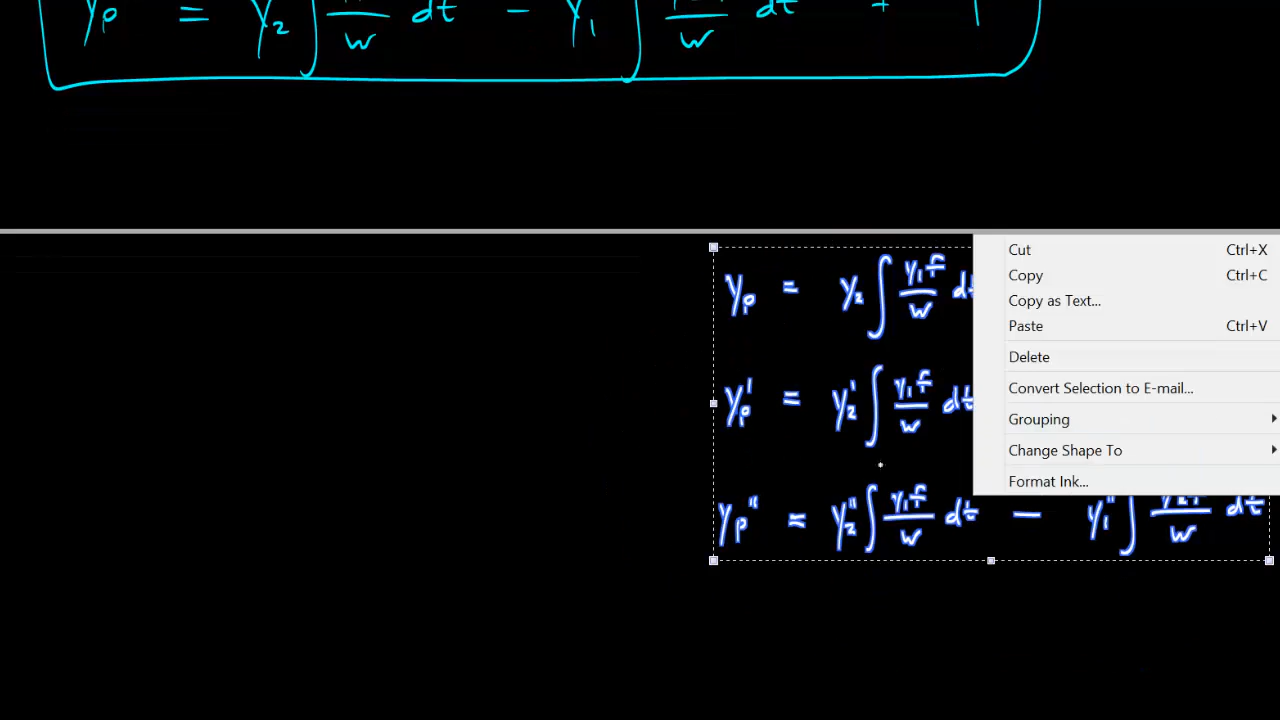 yp = y₂ ∫ / w dt - y₁ ∫ / w dt + 1
yp = y₂ ∫ y₁f/w dt
yp' = y₂' ∫ y₁f/w dt
yp" = y₂" ∫ y₁f/w dt - y₁" ∫ y₂f/w dt
Cut Ctrl+X
Copy Ctrl+C
Copy as Text...
Paste Ctrl+V
Delete
Convert Selection to E-mail...
Grouping
Change Shape To
Format Ink...